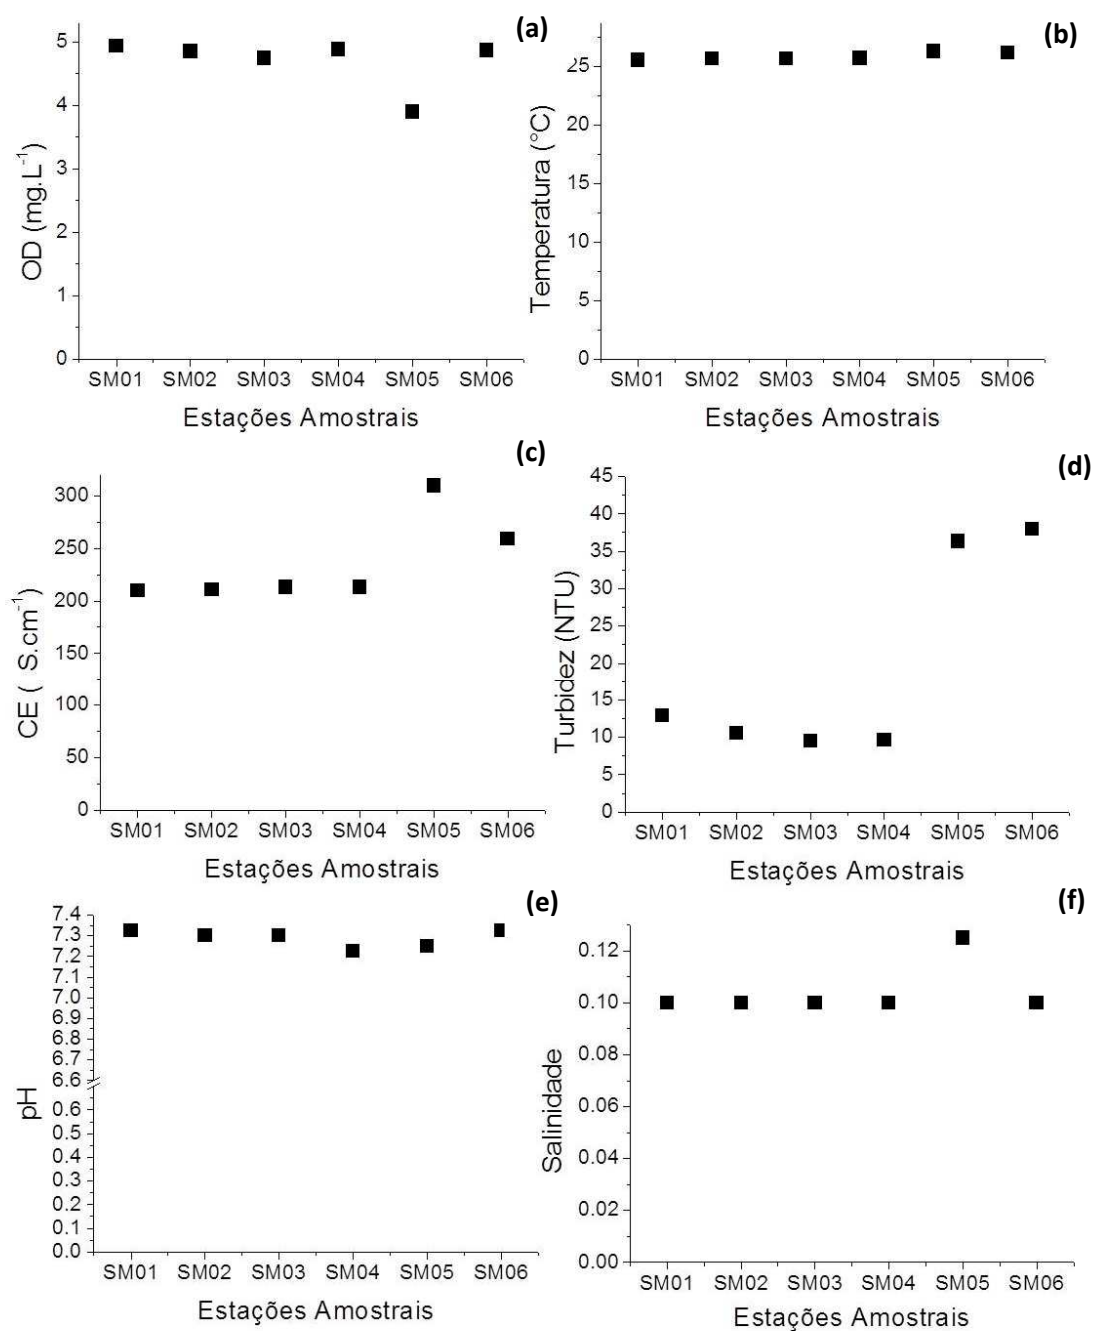 (a)
5
4
3
2
1
0
OD (mg.L-1)
SM01 SM02 SM03 SM04 SM05 SM06
Estações Amostrais
(b)
25
20
15
10
5
0
Temperatura (°C)
SM01 SM02 SM03 SM04 SM05 SM06
Estações Amostrais
(c)
300
250
200
150
100
50
0
CE ( S.cm-1)
SM01 SM02 SM03 SM04 SM05 SM06
Estações Amostrais
(d)
45
40
35
30
25
20
15
10
5
0
Turbidez (NTU)
SM01 SM02 SM03 SM04 SM05 SM06
Estações Amostrais
(e)
7.4
7.3
7.2
7.1
7.0
6.9
6.8
6.7
6.6
0.6
0.5
0.4
0.3
0.2
0.1
0.0
pH
SM01 SM02 SM03 SM04 SM05 SM06
Estações Amostrais
(f)
0.12
0.10
0.08
0.06
0.04
0.02
0.00
Salinidade
SM01 SM02 SM03 SM04 SM05 SM06
Estações Amostrais